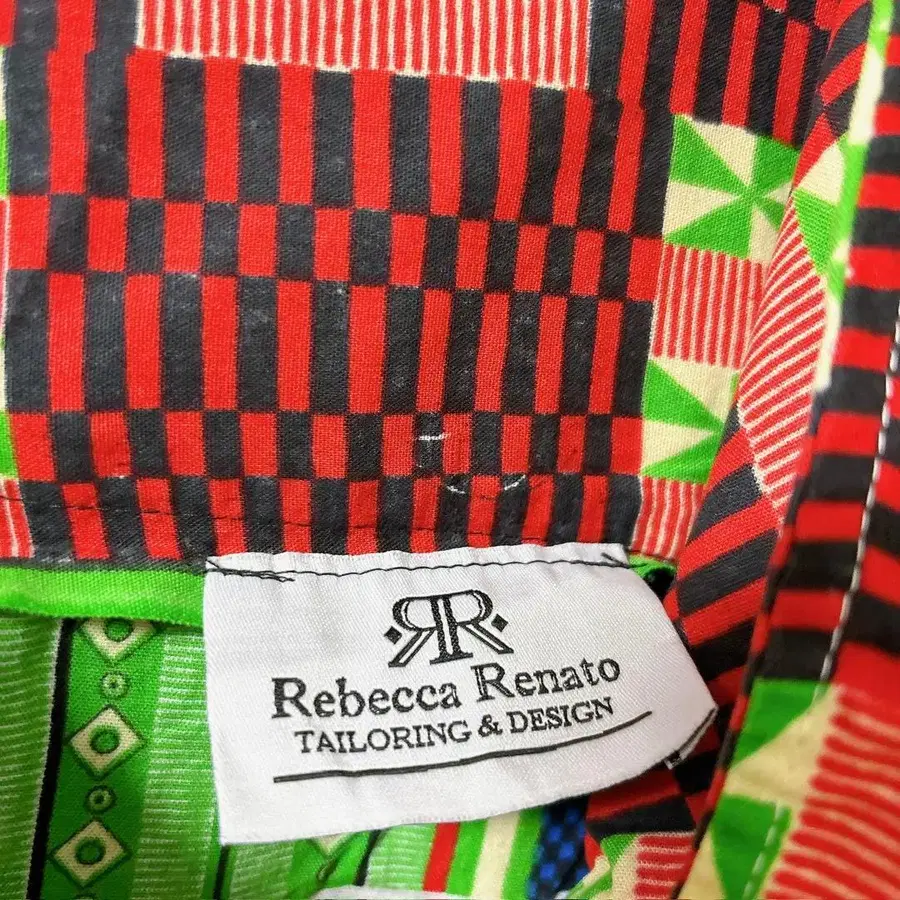 RR
Rebecca Renato
TAILORING & DESIGN